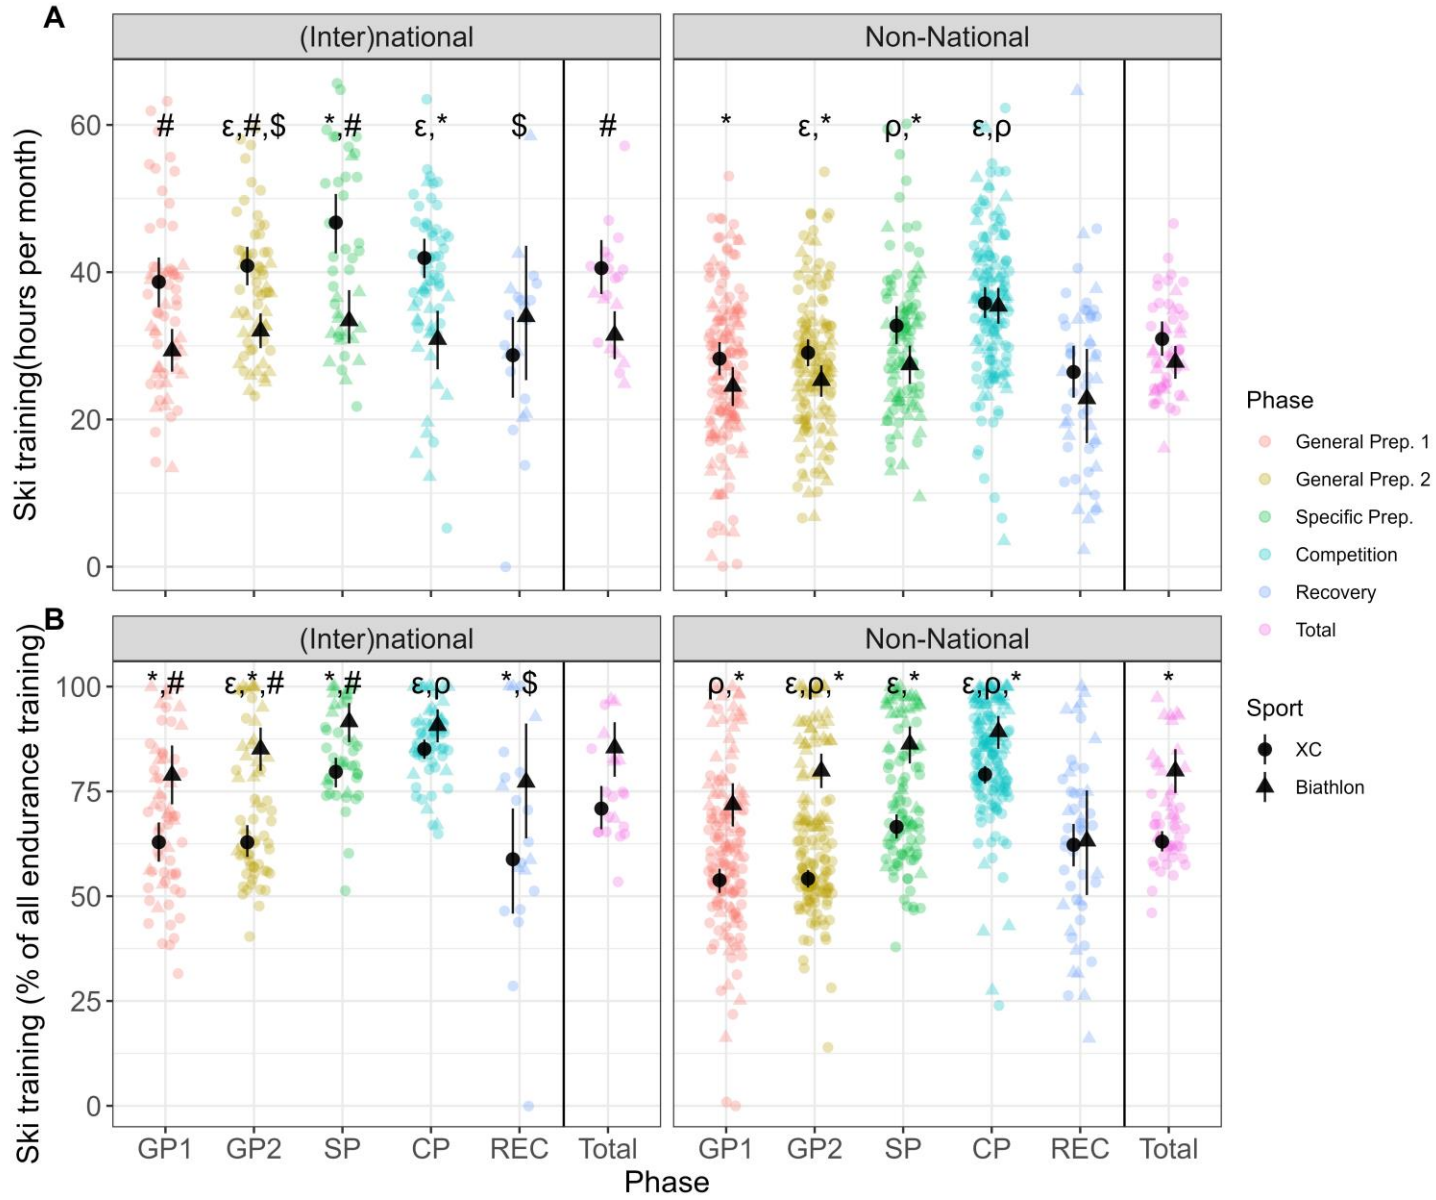 A
(Inter)national
Non-National
Ski training(hours per month)
60
40
20
0
#
ε,#,$
*,#
ε,*
$
#
*
ε,*
ρ,*
ε,ρ
B
(Inter)national
Non-National
Ski training (% of all endurance training)
100
75
50
25
0
*,#
ε,*,#
*,#
ε,ρ
*,$
ρ,*
ε,ρ,*
ε,*
ε,ρ,*
*
GP1
GP2
SP
CP
REC
Total
GP1
GP2
SP
CP
REC
Total
Phase
Phase
General Prep. 1
General Prep. 2
Specific Prep.
Competition
Recovery
Total
Sport
XC
Biathlon